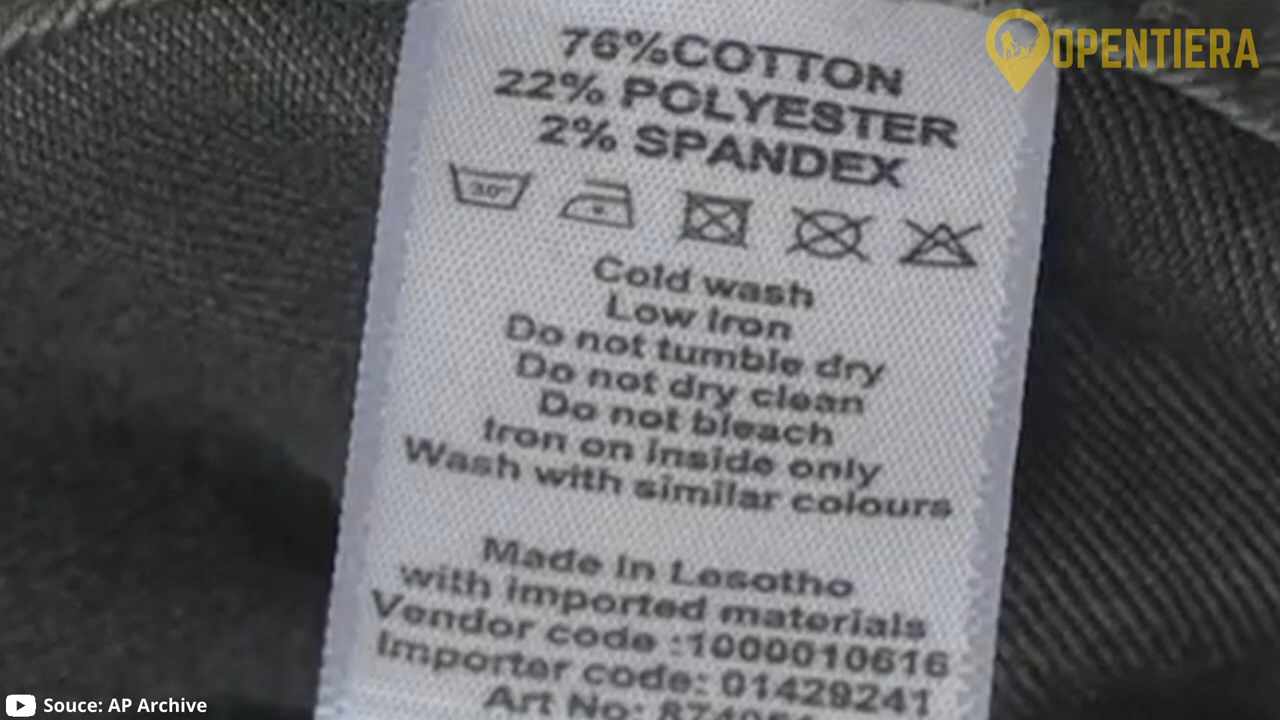 OPENTIERA
76%COTTON
22% POLYESTER
2% SPANDEX
30°
Cold wash
Low Iron
Do not tumble dry
Do not dry clean
Do not bleach
Iron on inside only
Wash with similar colours
Made in Lesotho
with imported materials
Vendor code :1000010616
Importer code: 01429241
Art No:
Souce: AP Archive